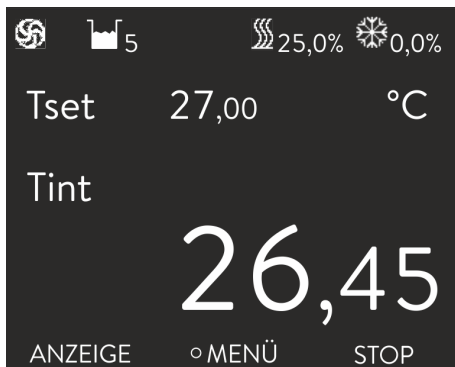 5 25,0% 0,0%
Tset 27,00 °C
Tint
26,45
ANZEIGE MENÜ STOP